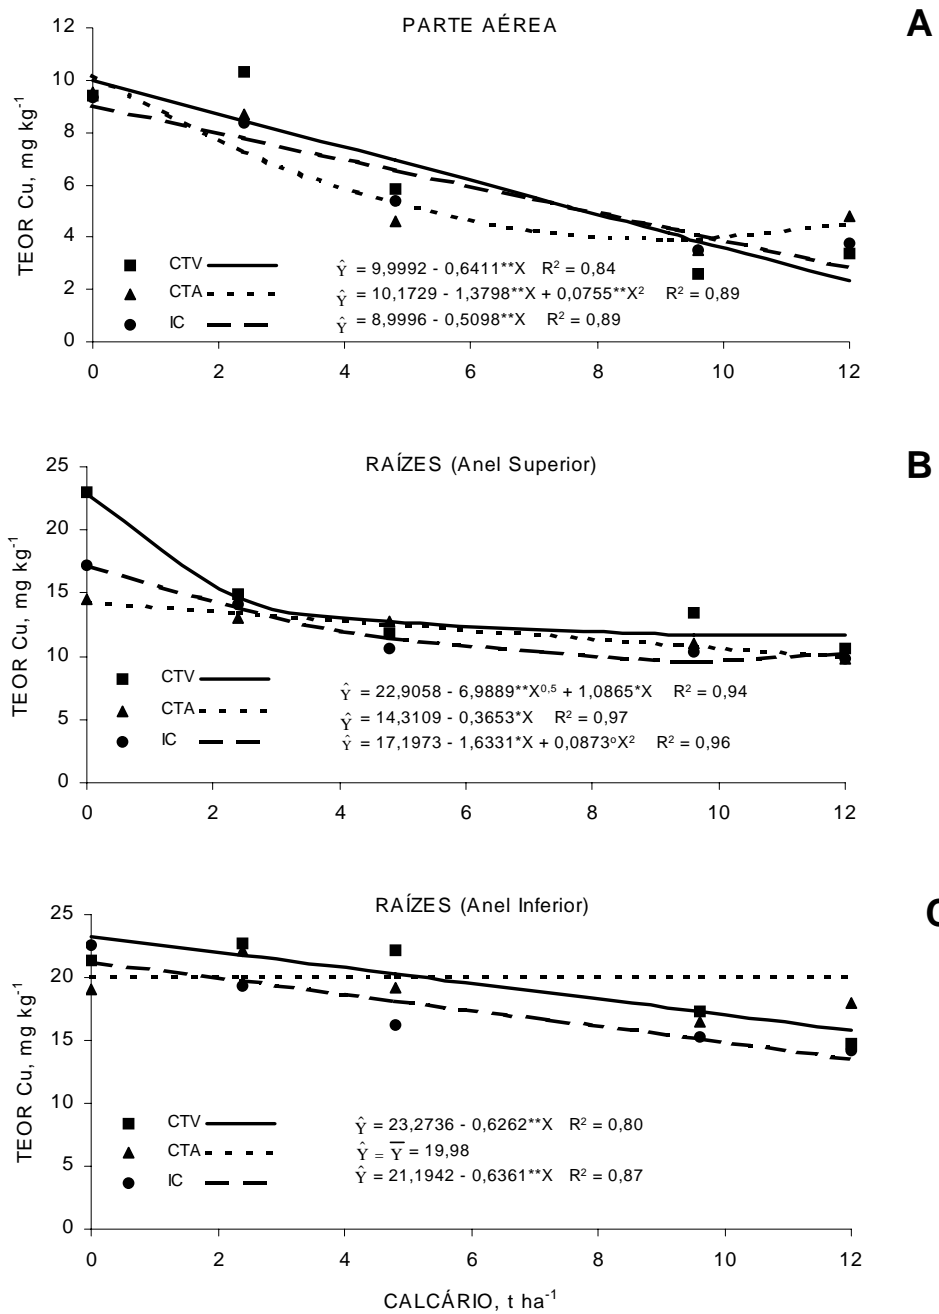 PARTE AÉREA
A
TEOR Cu, mg kg⁻¹
12
10
8
6
4
2
0
CTV
Ŷ = 9,9992 - 0,6411**X R² = 0,84
CTA
Ŷ = 10,1729 - 1,3798**X + 0,0755**X² R² = 0,89
IC
Ŷ = 8,9996 - 0,5098**X R² = 0,89
0 2 4 6 8 10 12
RAÍZES (Anel Superior)
B
TEOR Cu, mg kg⁻¹
25
20
15
10
5
0
CTV
Ŷ = 22,9058 - 6,9889**X⁰,⁵ + 1,0865*X R² = 0,94
CTA
Ŷ = 14,3109 - 0,3653*X R² = 0,97
IC
Ŷ = 17,1973 - 1,6331*X + 0,0873°X² R² = 0,96
0 2 4 6 8 10 12
RAÍZES (Anel Inferior)
C
TEOR Cu, mg kg⁻¹
25
20
15
10
5
0
CTV
Ŷ = 23,2736 - 0,6262**X R² = 0,80
CTA
Ŷ = Y̅ = 19,98
IC
Ŷ = 21,1942 - 0,6361**X R² = 0,87
0 2 4 6 8 10 12
CALCÁRIO, t ha⁻¹